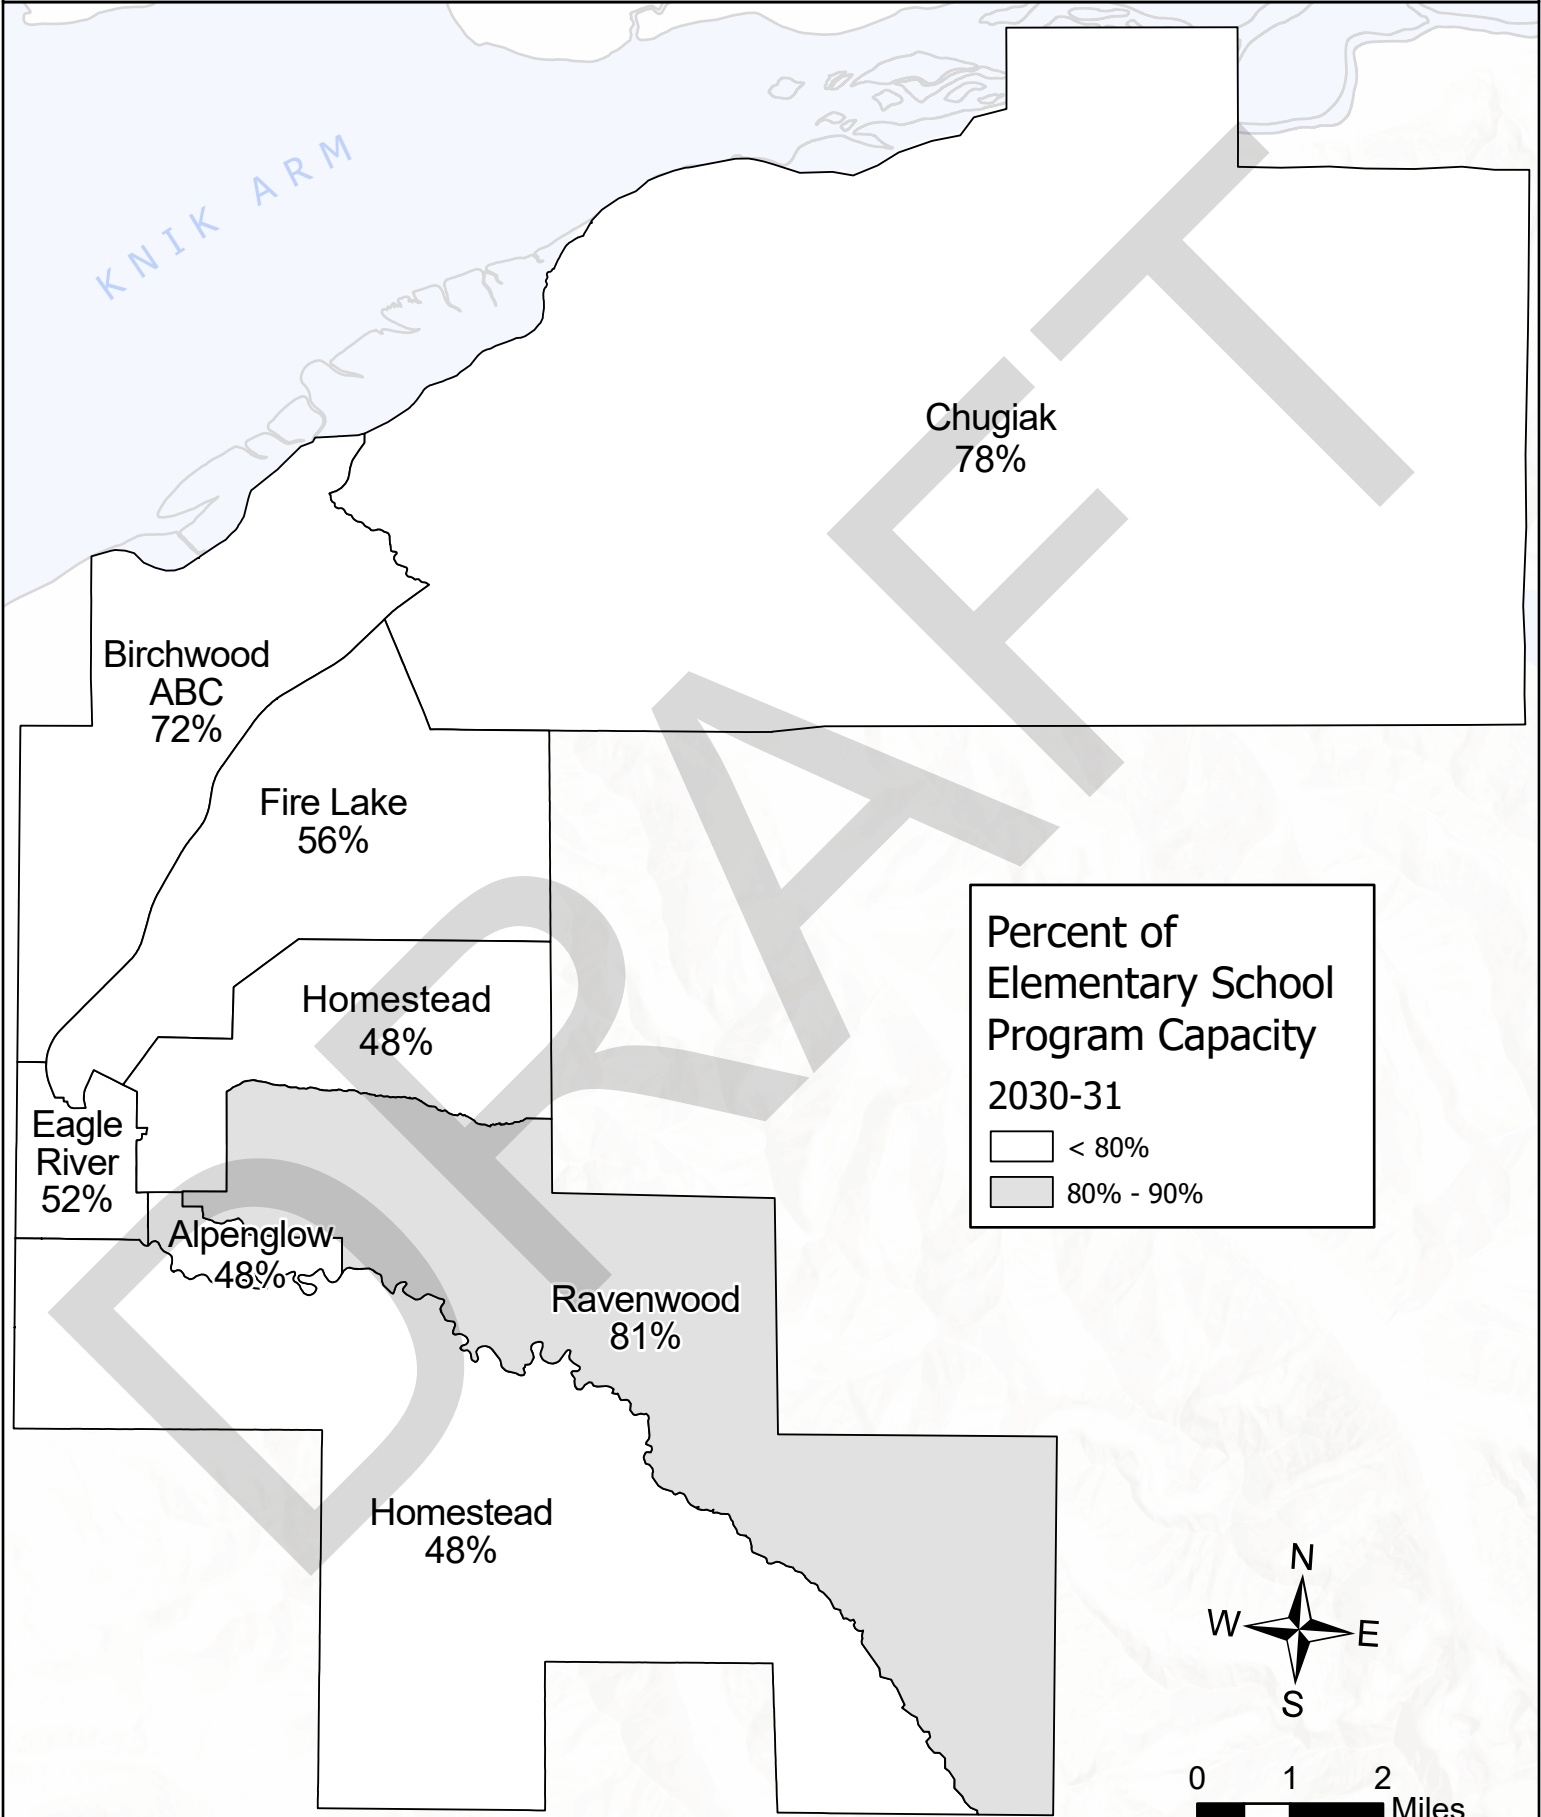 KNIK ARM
Chugiak
78%
Birchwood
ABC
72%
Fire Lake
56%
Homestead
48%
Percent of
Elementary School
Program Capacity
2030-31
< 80%
80% - 90%
Eagle
River
52%
Alpenglow
48%
Ravenwood
81%
Homestead
48%
DRAFT
N
W
E
S
0 1 2
Miles